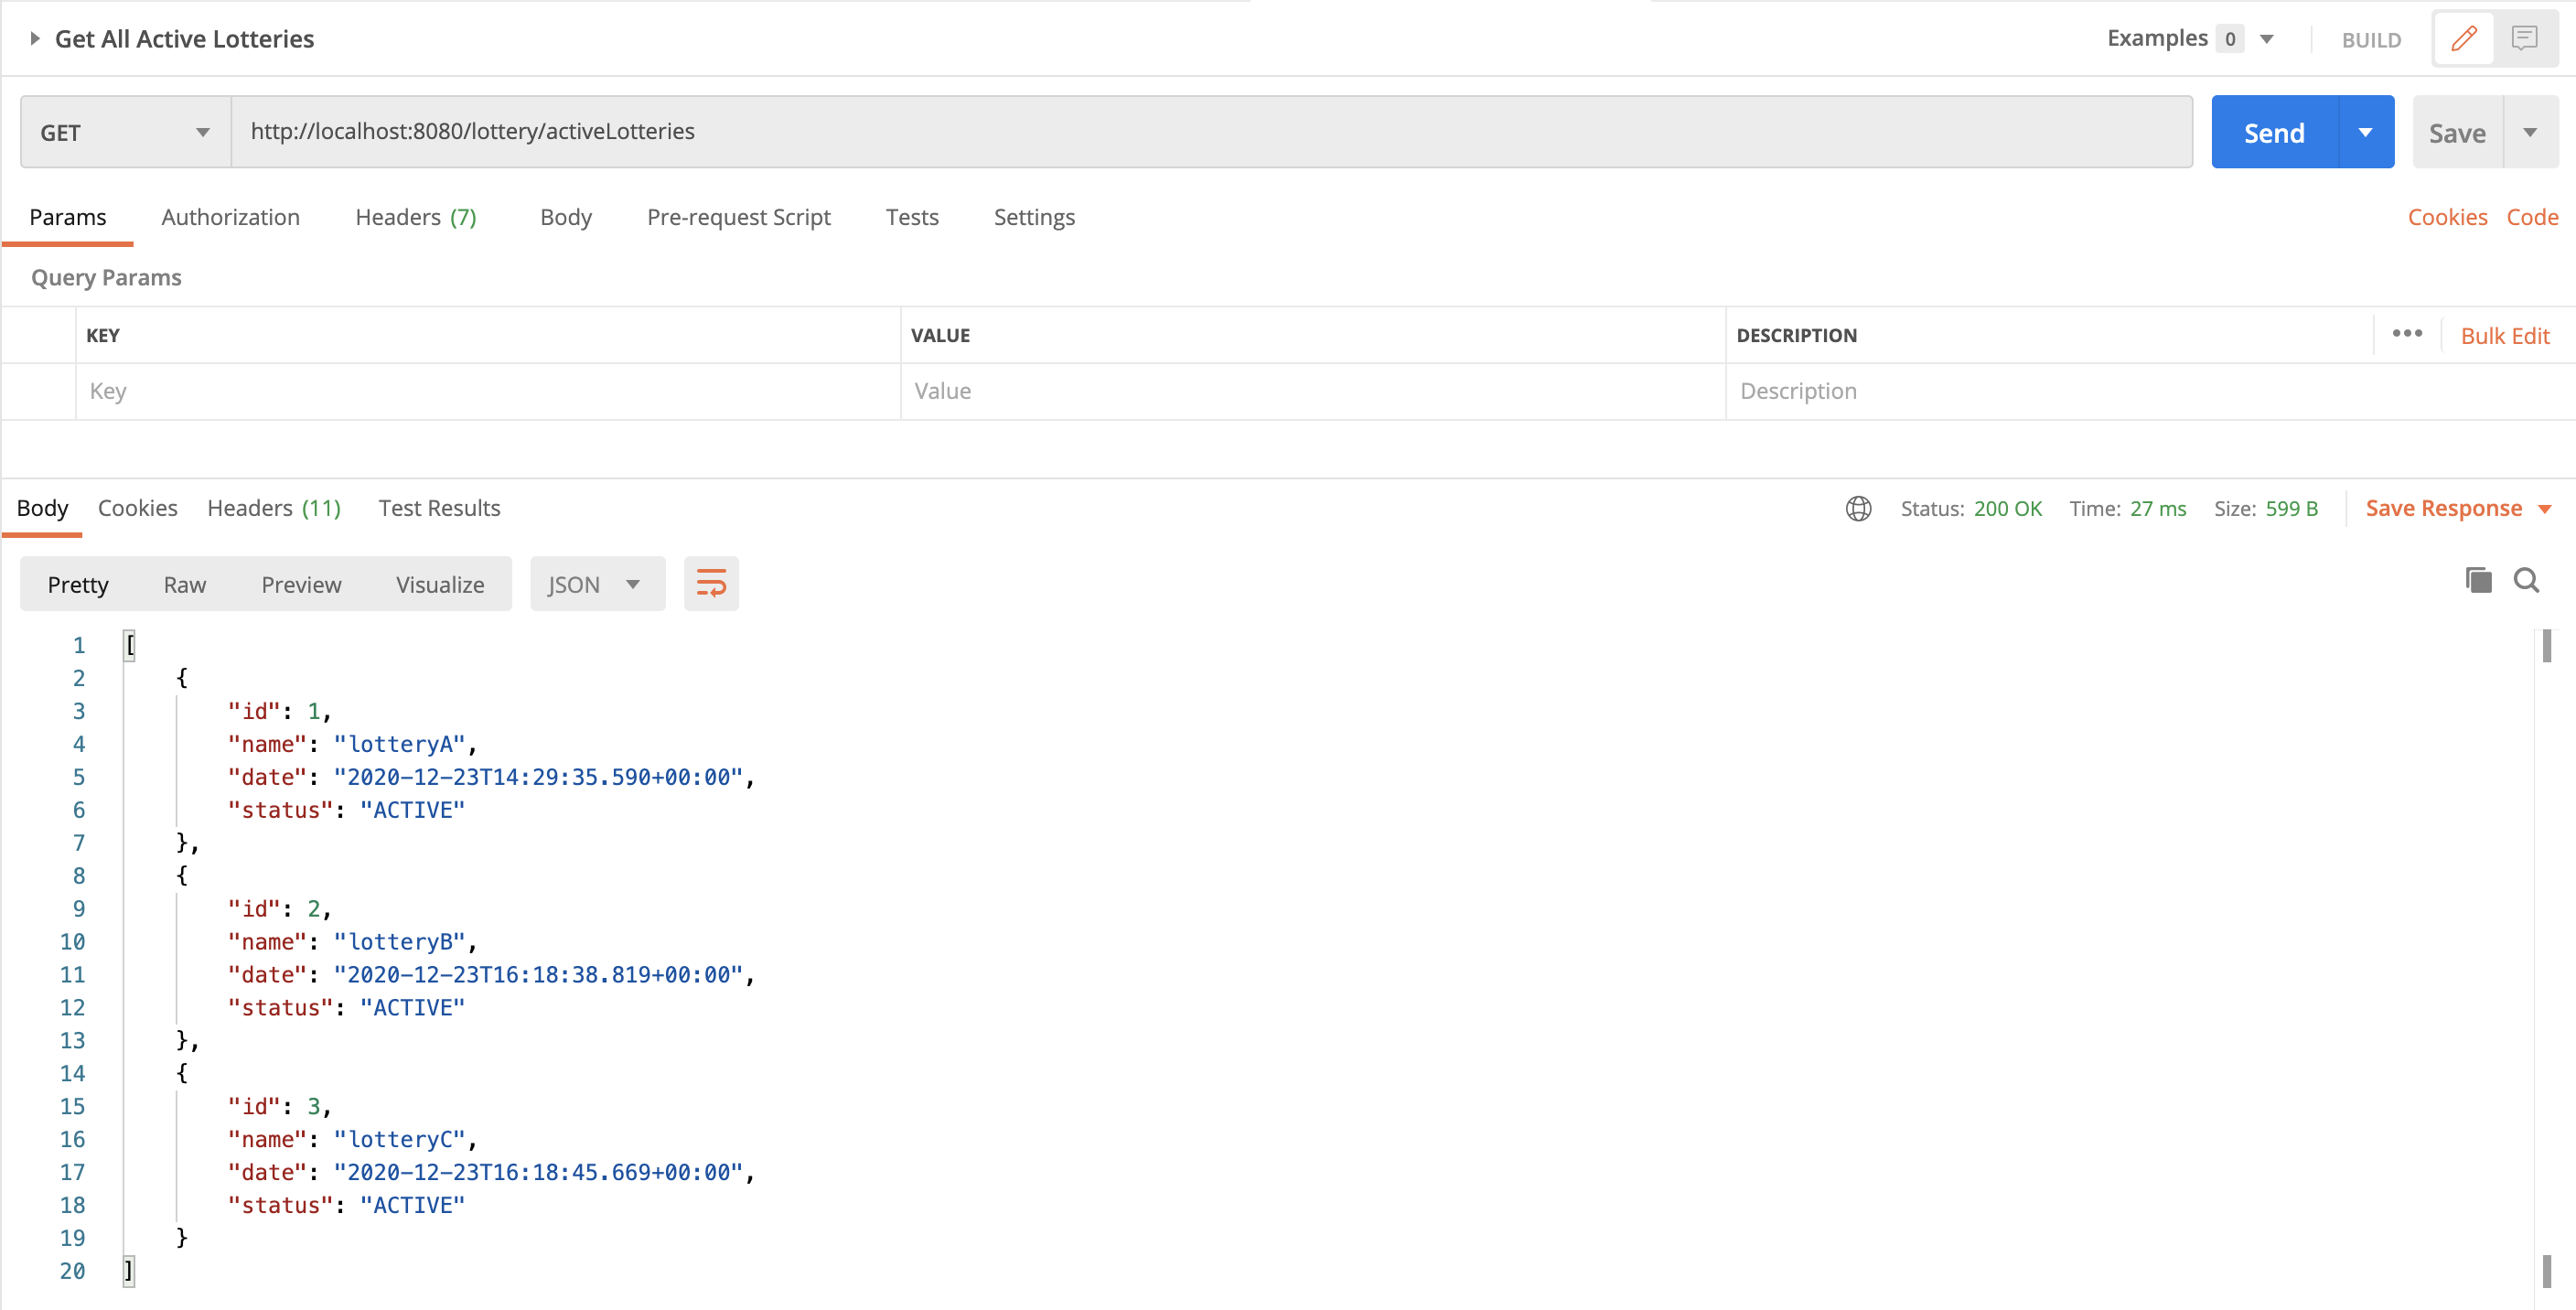 Get All Active Lotteries Examples 0 BUILD
GET http://localhost:8080/lottery/activeLotteries Send Save
Params Authorization Headers (7) Body Pre-request Script Tests Settings Cookies Code
Query Params
KEY VALUE DESCRIPTION ••• Bulk Edit
Key Value Description
Body Cookies Headers (11) Test Results Status: 200 OK Time: 27 ms Size: 599 B Save Response
Pretty Raw Preview Visualize JSON
1 [
2 {
3 "id": 1,
4 "name": "lotteryA",
5 "date": "2020-12-23T14:29:35.590+00:00",
6 "status": "ACTIVE"
7 },
8 {
9 "id": 2,
10 "name": "lotteryB",
11 "date": "2020-12-23T16:18:38.819+00:00",
12 "status": "ACTIVE"
13 },
14 {
15 "id": 3,
16 "name": "lotteryC",
17 "date": "2020-12-23T16:18:45.669+00:00",
18 "status": "ACTIVE"
19 }
20 ]